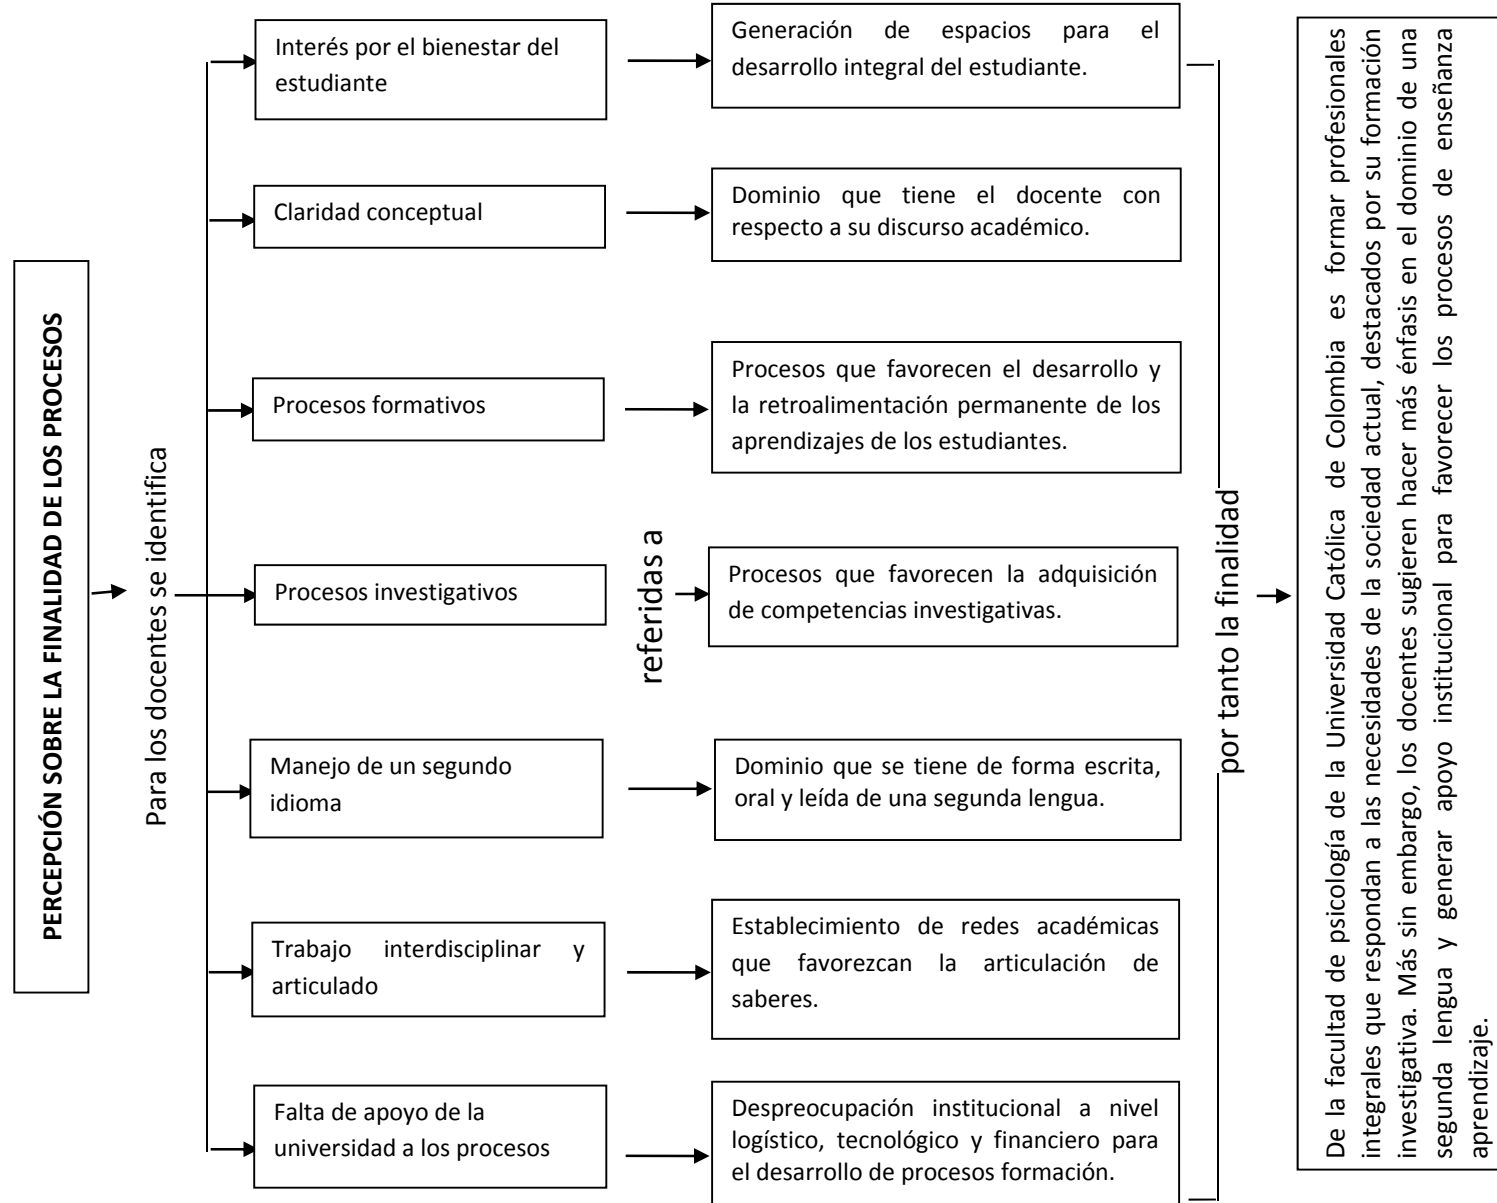 PERCEPCIÓN SOBRE LA FINALIDAD DE LOS PROCESOS
Para los docentes se identifica
Interés por el bienestar del
estudiante
Claridad conceptual
Procesos formativos
Procesos investigativos
Manejo de un segundo
idioma
Trabajo interdisciplinar y
articulado
Falta de apoyo de la
universidad a los procesos
referidas a
Generación de espacios para el
desarrollo integral del estudiante.
Dominio que tiene el docente con
respecto a su discurso académico.
Procesos que favorecen el desarrollo y
la retroalimentación permanente de los
aprendizajes de los estudiantes.
Procesos que favorecen la adquisición
de competencias investigativas.
Dominio que se tiene de forma escrita,
oral y leída de una segunda lengua.
Establecimiento de redes académicas
que favorezcan la articulación de
saberes.
Despreocupación institucional a nivel
logístico, tecnológico y financiero para
el desarrollo de procesos formación.
por tanto la finalidad
De la facultad de psicología de la Universidad Católica de Colombia es formar profesionales
integrales que respondan a las necesidades de la sociedad actual, destacados por su formación
investigativa. Más sin embargo, los docentes sugieren hacer más énfasis en el dominio de una
segunda lengua y generar apoyo institucional para favorecer los procesos de enseñanza
aprendizaje.